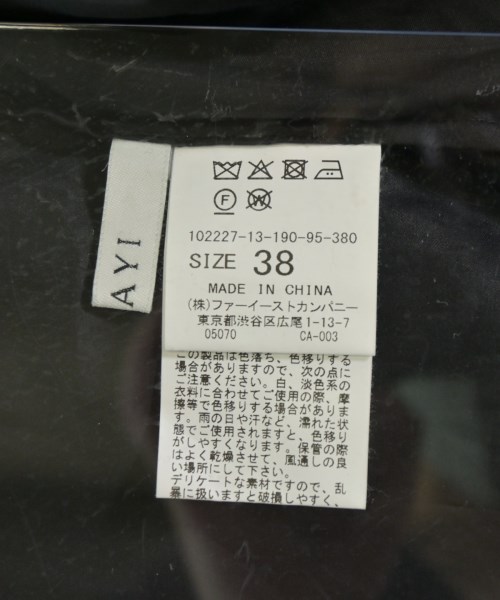 AYI
F
W
102227-13-190-95-380
SIZE 38
MADE IN CHINA
(株)ファーイーストカンパニー
東京都渋谷区広尾1-13-7
05070 CA-003
この製品は色落ち、色移りする
場合がありますので、次の点に
ご注意ください。白、淡色系の
衣料に合わせてご使用の際、摩
擦等で色移りする場合がありま
す。雨の日や汗など、濡れた状
態でご使用されますと、色移り
がしやすくなります。保管の際
はよく乾燥させて、風通しの良
い場所にして下さい。
デリケートな素材ですので、乱
暴に扱いますと破損しやすく、